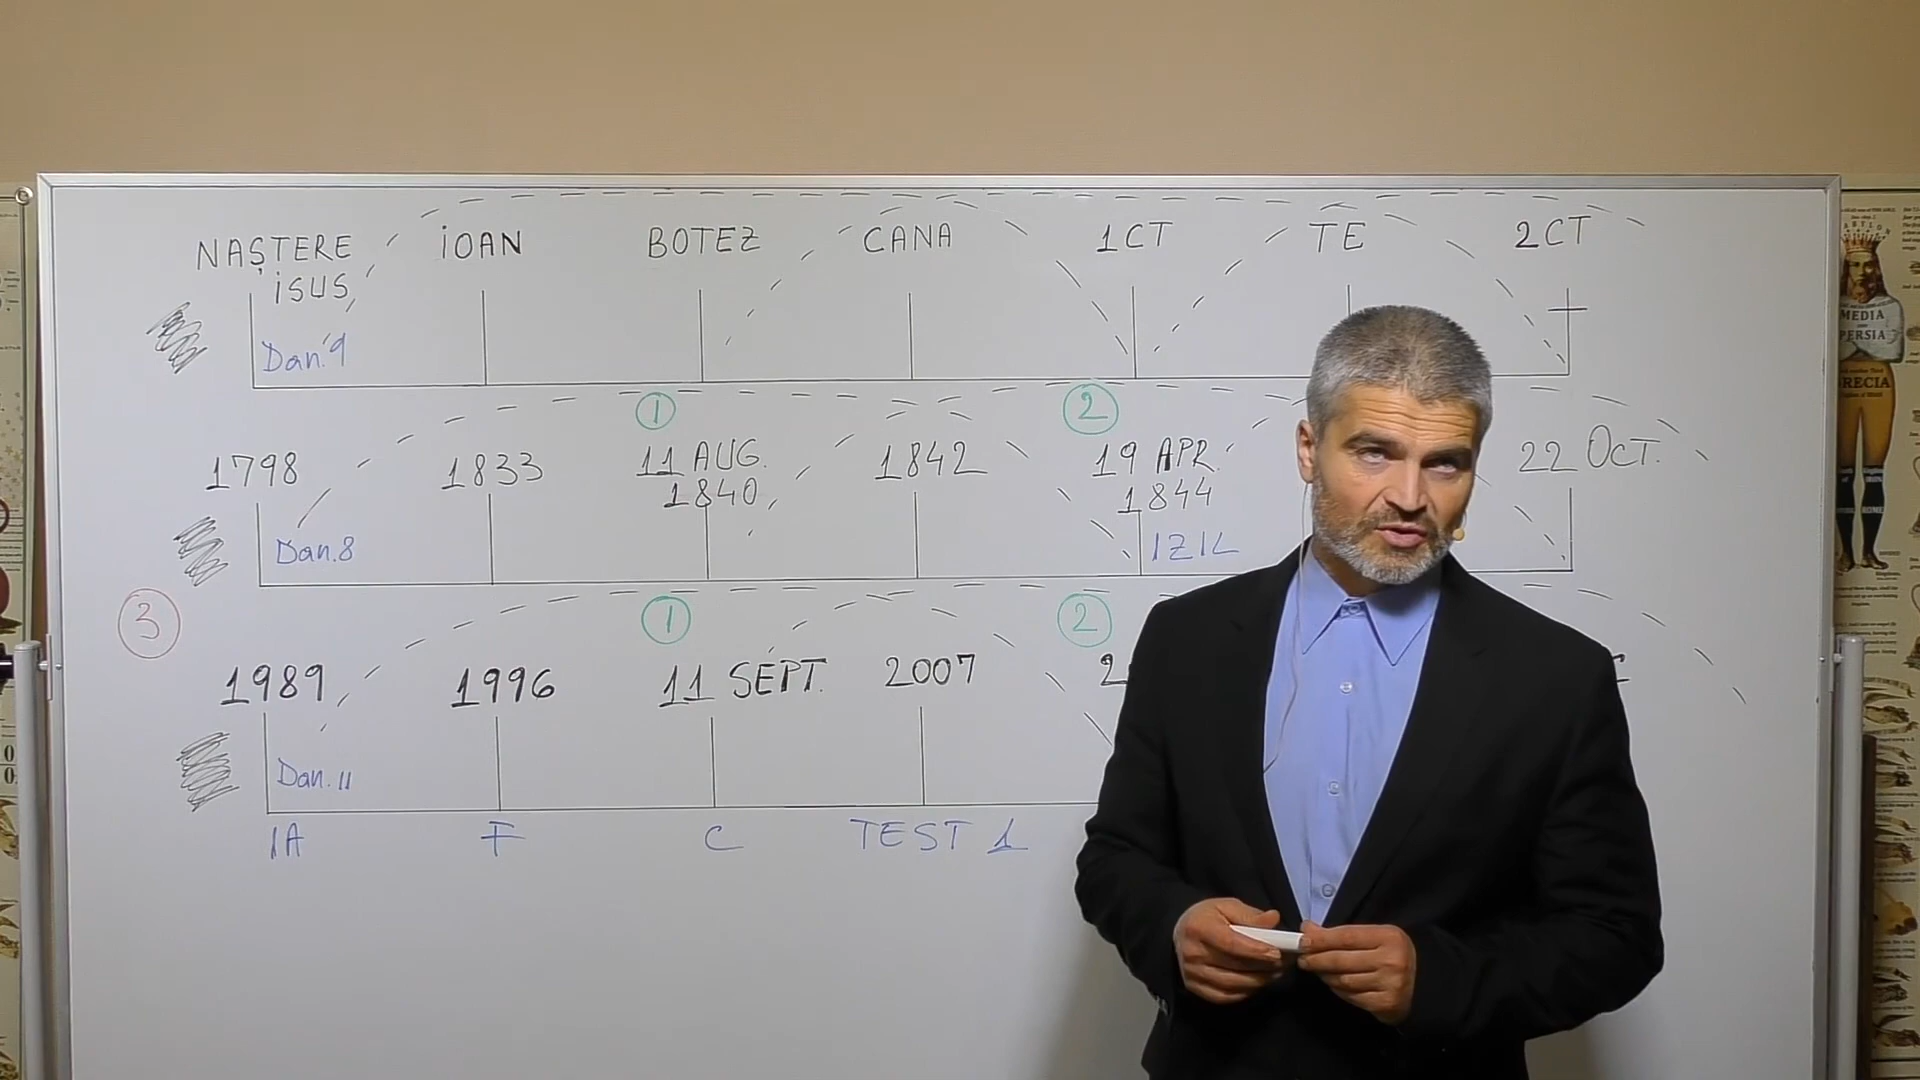 NAȘTERE IOAN BOTEZ CANA 1CT TE 2CT
ISUS
Dan. 9
1 2
1798 1833 11 AUG. 1842 19 APR. 22 OCT.
1840 1844
Dan. 8 IZIL
3 1 2
1989 1996 11 SEPT. 2007
Dan. 11
IA F C TEST 1
MEDIA
PERSIA